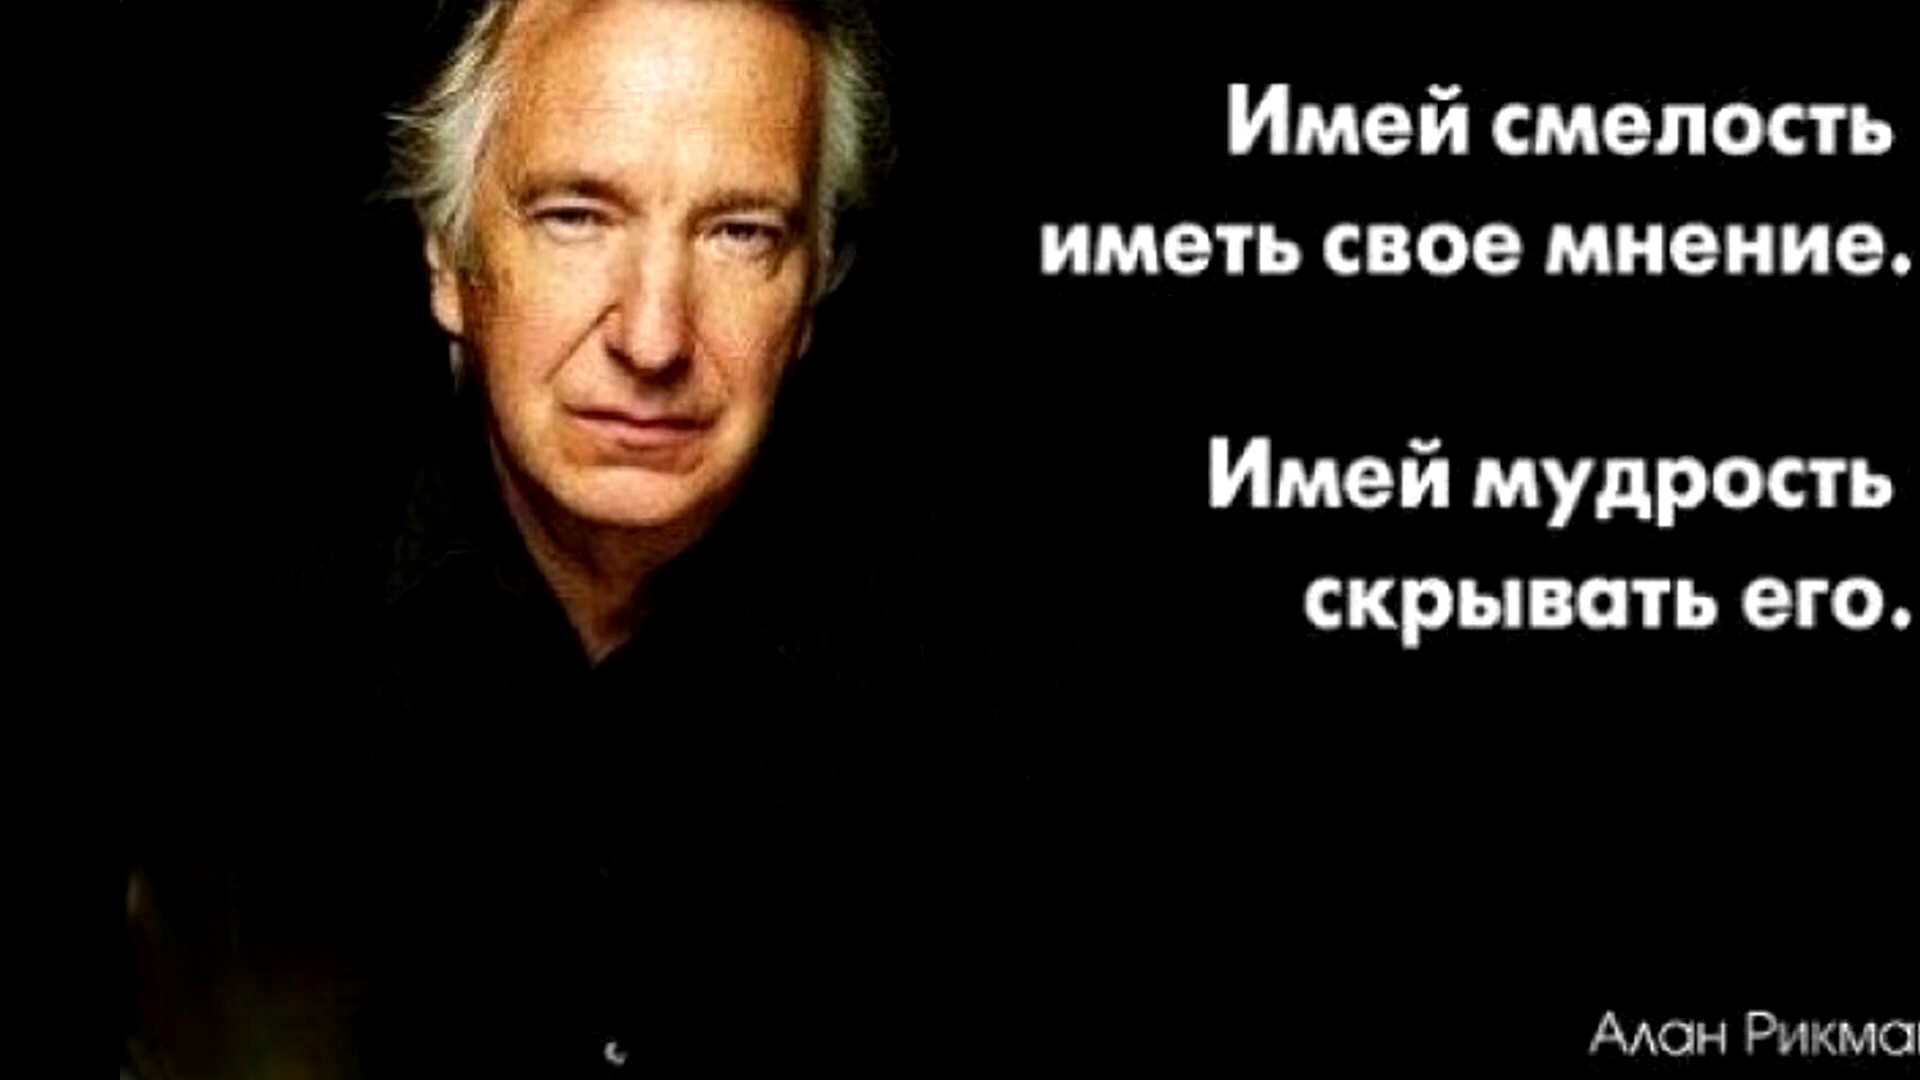 Имей смелость
иметь свое мнение.
Имей мудрость
скрывать его.
Алан Рикма